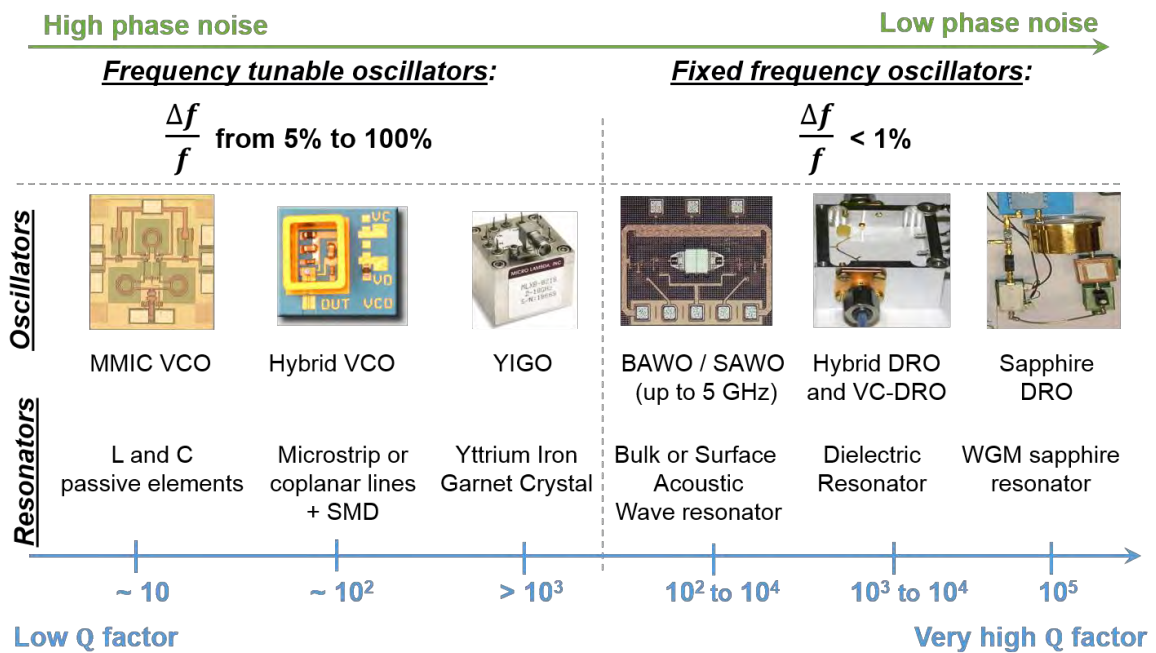 High phase noise
Low phase noise
Frequency tunable oscillators:
Fixed frequency oscillators:
Δf/f from 5% to 100%
Δf/f < 1%
Oscillators
VC
VD
OUT VCO
MICRO LAMBDA, INC
2-10GHz
MMIC VCO
Hybrid VCO
YIGO
BAWO / SAWO
(up to 5 GHz)
Hybrid DRO
and VC-DRO
Sapphire
DRO
Resonators
L and C
passive elements
Microstrip or
coplanar lines
+ SMD
Yttrium Iron
Garnet Crystal
Bulk or Surface
Acoustic
Wave resonator
Dielectric
Resonator
WGM sapphire
resonator
~ 10
~ 10²
> 10³
10² to 10⁴
10³ to 10⁴
10⁵
Low Q factor
Very high Q factor